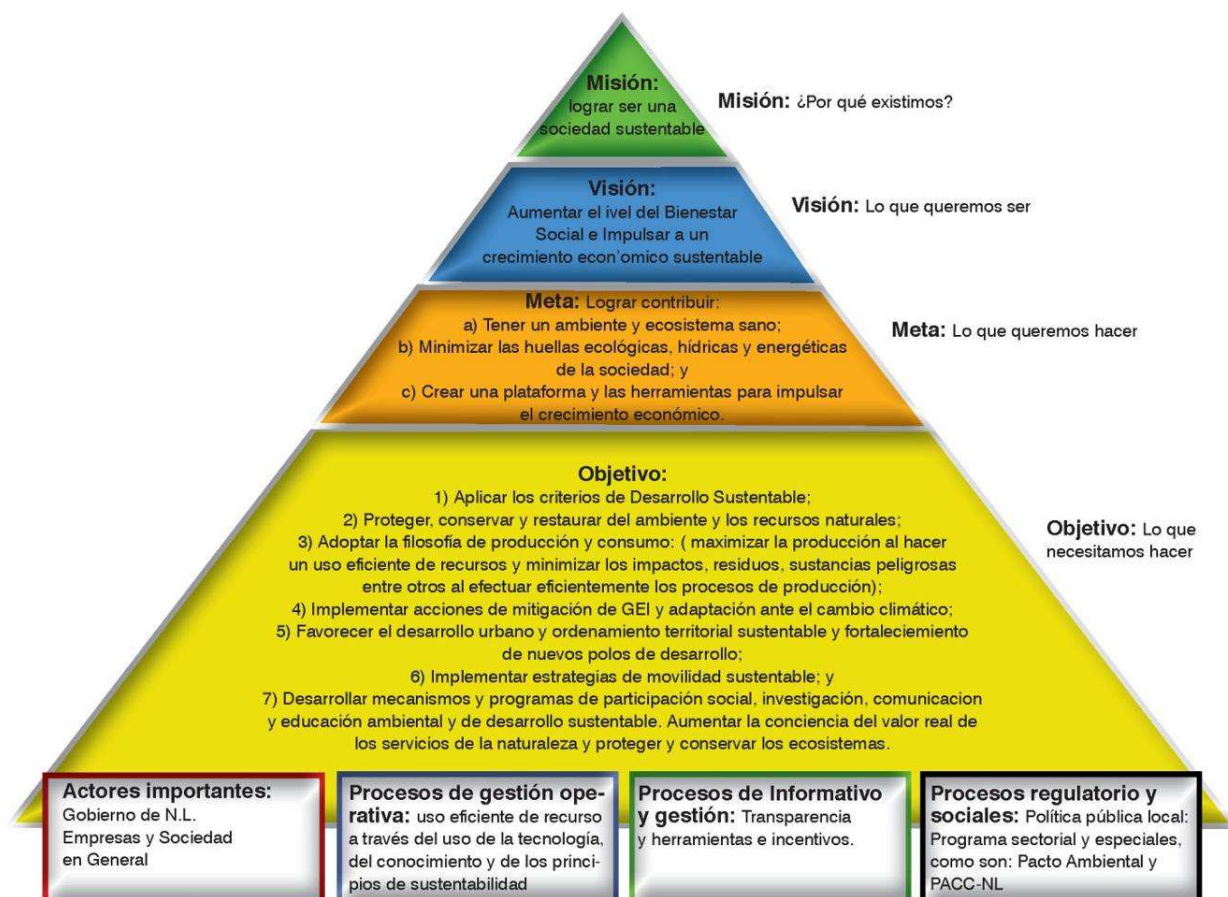 Misión:
lograr ser una
sociedad sustentable
Misión: ¿Por qué existimos?
Visión:
Aumentar el ivel del Bienestar
Social e Impulsar a un
crecimiento econ'omico sustentable
Visión: Lo que queremos ser
Meta: Lograr contribuir:
a) Tener un ambiente y ecosistema sano;
b) Minimizar las huellas ecológicas, hídricas y energéticas
de la sociedad; y
c) Crear una plataforma y las herramientas para impulsar
el crecimiento económico.
Meta: Lo que queremos hacer
Objetivo:
1) Aplicar los criterios de Desarrollo Sustentable;
2) Proteger, conservar y restaurar del ambiente y los recursos naturales;
3) Adoptar la filosofía de producción y consumo: ( maximizar la producción al hacer
un uso eficiente de recursos y minimizar los impactos, residuos, sustancias peligrosas
entre otros al efectuar eficientemente los procesos de producción);
4) Implementar acciones de mitigación de GEI y adaptación ante el cambio climático;
5) Favorecer el desarrollo urbano y ordenamiento territorial sustentable y fortaleciemiento
de nuevos polos de desarrollo;
6) Implementar estrategias de movilidad sustentable; y
7) Desarrollar mecanismos y programas de participación social, investigación, comunicacion
y educación ambiental y de desarrollo sustentable. Aumentar la conciencia del valor real de
los servicios de la naturaleza y proteger y conservar los ecosistemas.
Objetivo: Lo que
necesitamos hacer
Actores importantes:
Gobierno de N.L.
Empresas y Sociedad
en General
Procesos de gestión ope-
rativa: uso eficiente de recurso
a través del uso de la tecnología,
del conocimiento y de los princi-
pios de sustentabilidad
Procesos de Informativo
y gestión: Transparencia
y herramientas e incentivos.
Procesos regulatorio y
sociales: Política pública local:
Programa sectorial y especiales,
como son: Pacto Ambiental y
PACC-NL